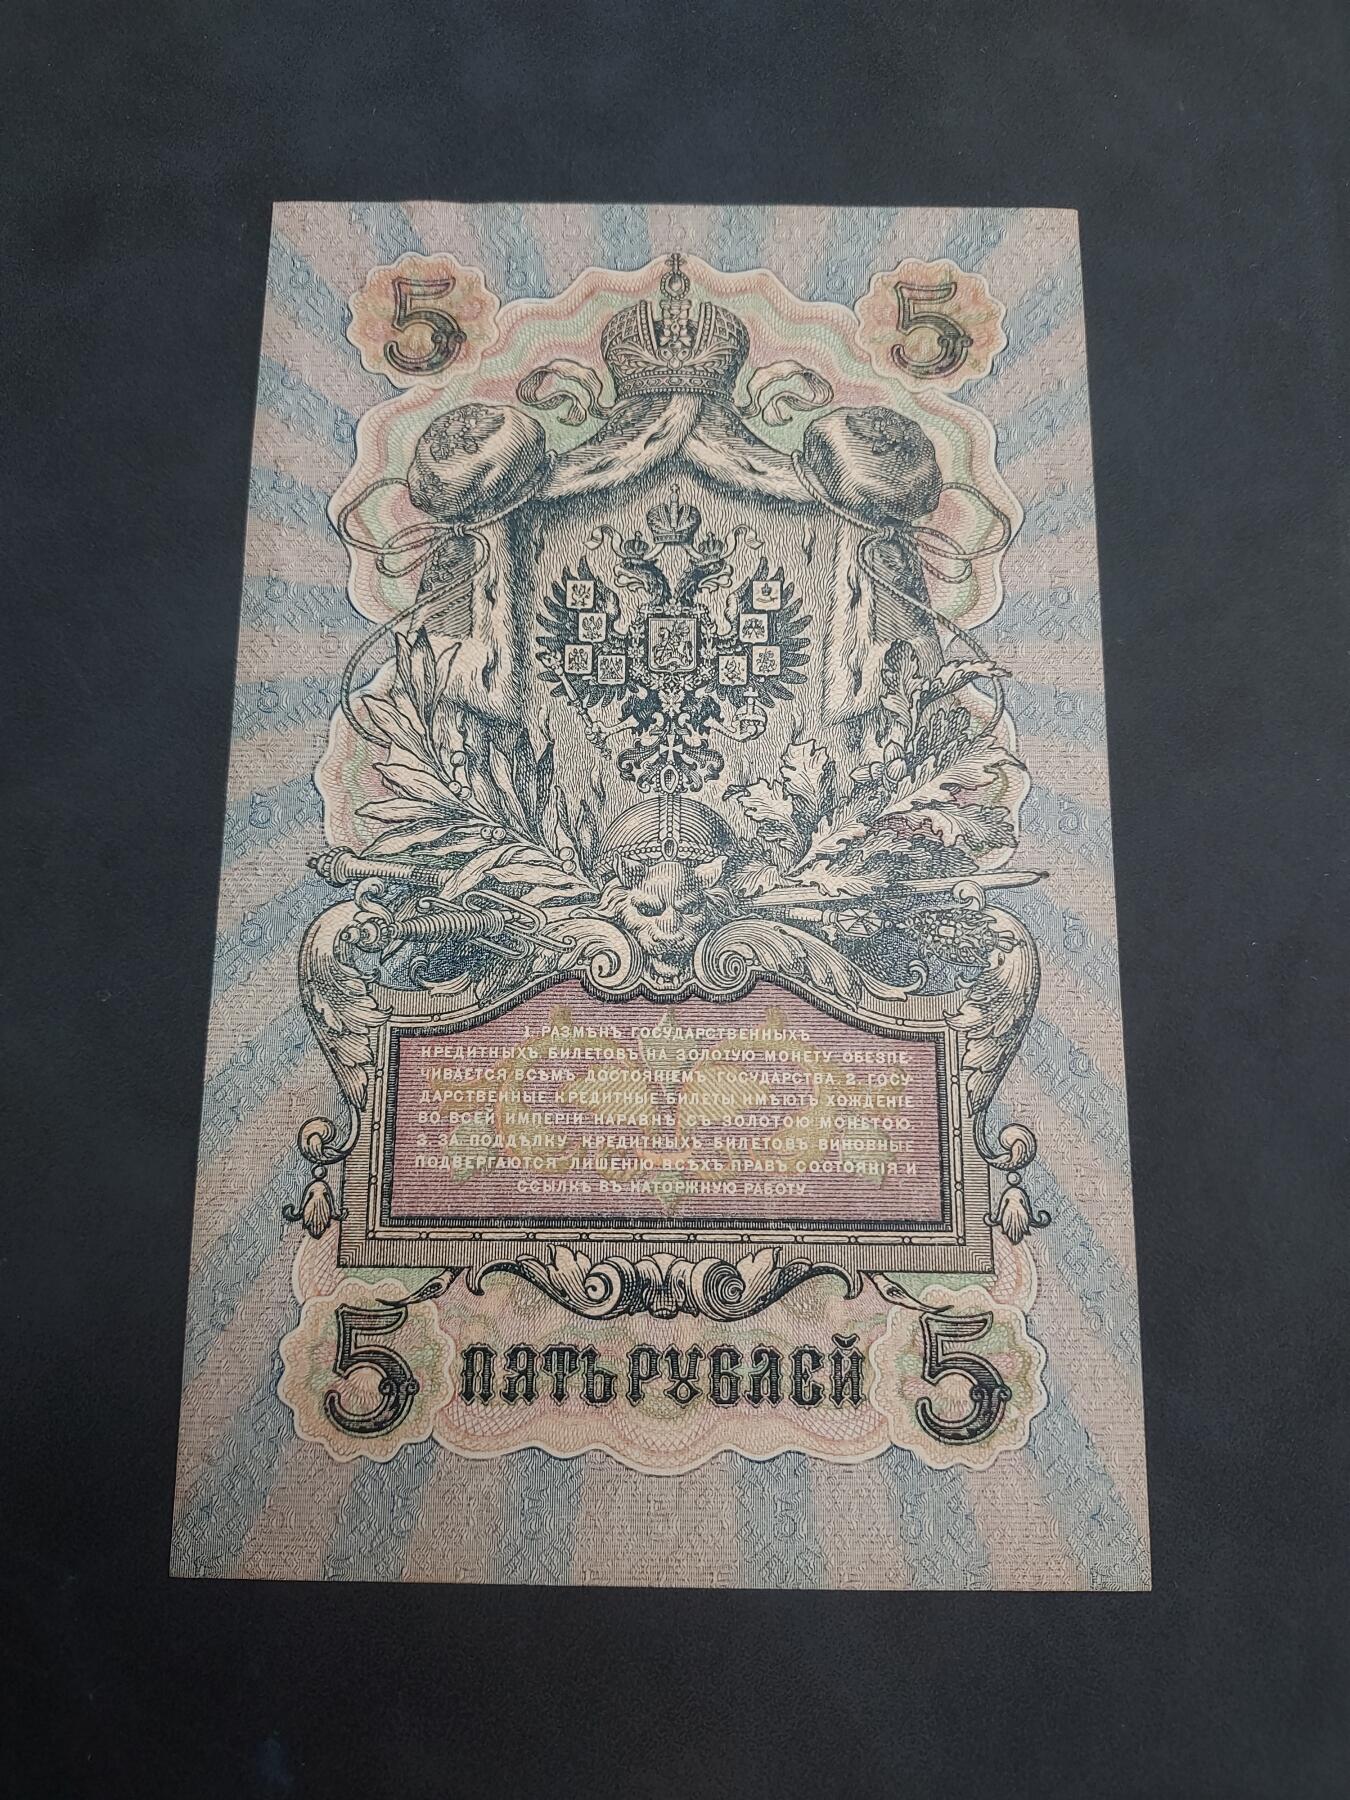 5 5
1. РАЗМѢНЪ ГОСУДАРСТВЕННЫХЪ
КРЕДИТНЫХЪ БИЛЕТОВЪ НА ЗОЛОТУЮ МОНЕТУ ОБЕЗПЕ-
ЧИВАЕТСЯ ВСѢМЪ ДОСТОЯНІЕМЪ ГОСУДАРСТВА. 2. ГОСУ-
ДАРСТВЕННЫЕ КРЕДИТНЫЕ БИЛЕТЫ ИМѢЮТЪ ХОЖДЕНІЕ
ВО ВСЕЙ ИМПЕРІИ НАРАВНѢ СЪ ЗОЛОТОЮ МОНЕТОЮ.
3. ЗА ПОДДѢЛКУ КРЕДИТНЫХЪ БИЛЕТОВЪ ВИНОВНЫЕ
ПОДВЕРГАЮТСЯ ЛИШЕНІЮ ВСѢХЪ ПРАВЪ СОСТОЯНІЯ И
ССЫЛКѢ ВЪ КАТОРЖНУЮ РАБОТУ
5 ПЯТЬ РУБЛЕЙ 5